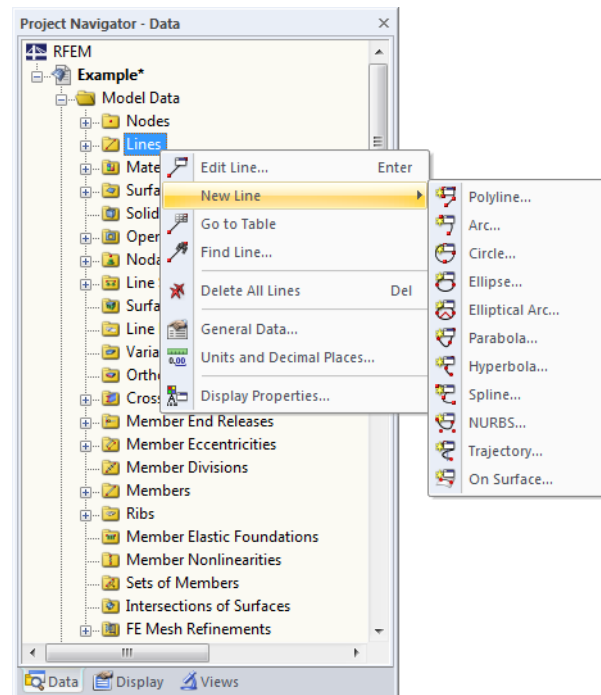 Project Navigator - Data
RFEM
Example*
Model Data
Nodes
Lines
Mate
Surfa
Solid
Oper
Noda
Line
Surfa
Line
Varia
Orth
Cros
Member End Releases
Member Eccentricities
Member Divisions
Members
Ribs
Member Elastic Foundations
Member Nonlinearities
Sets of Members
Intersections of Surfaces
FE Mesh Refinements
Data Display Views
Edit Line... Enter
New Line
Go to Table
Find Line...
Delete All Lines Del
General Data...
0.00 Units and Decimal Places...
Display Properties...
Polyline...
Arc...
Circle...
Ellipse...
Elliptical Arc...
Parabola...
Hyperbola...
Spline...
NURBS...
Trajectory...
On Surface...